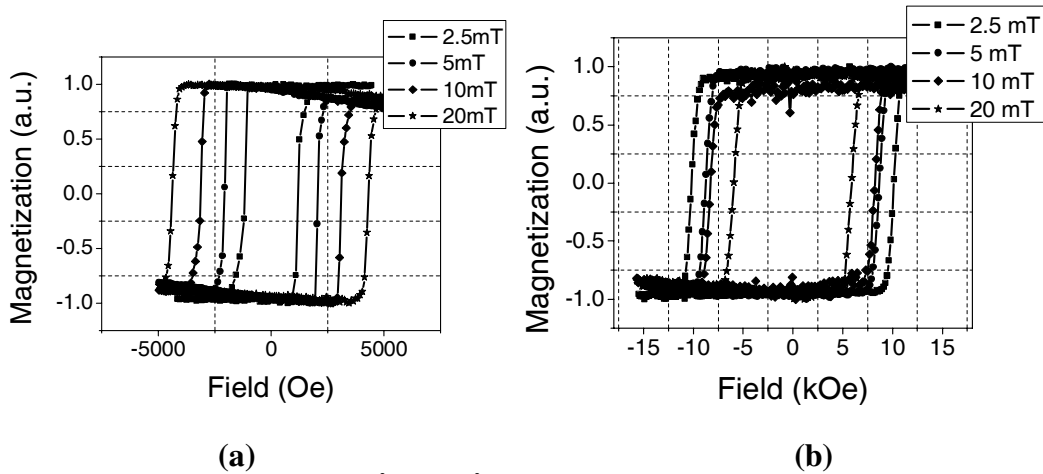 2.5mT
5mT
10mT
20mT
Magnetization (a.u.)
1.0
0.5
0.0
-0.5
-1.0
-5000 0 5000
Field (Oe)
(a)
2.5 mT
5 mT
10 mT
20 mT
Magnetization (a.u.)
1.0
0.5
0.0
-0.5
-1.0
-15 -10 -5 0 5 10 15
Field (kOe)
(b)